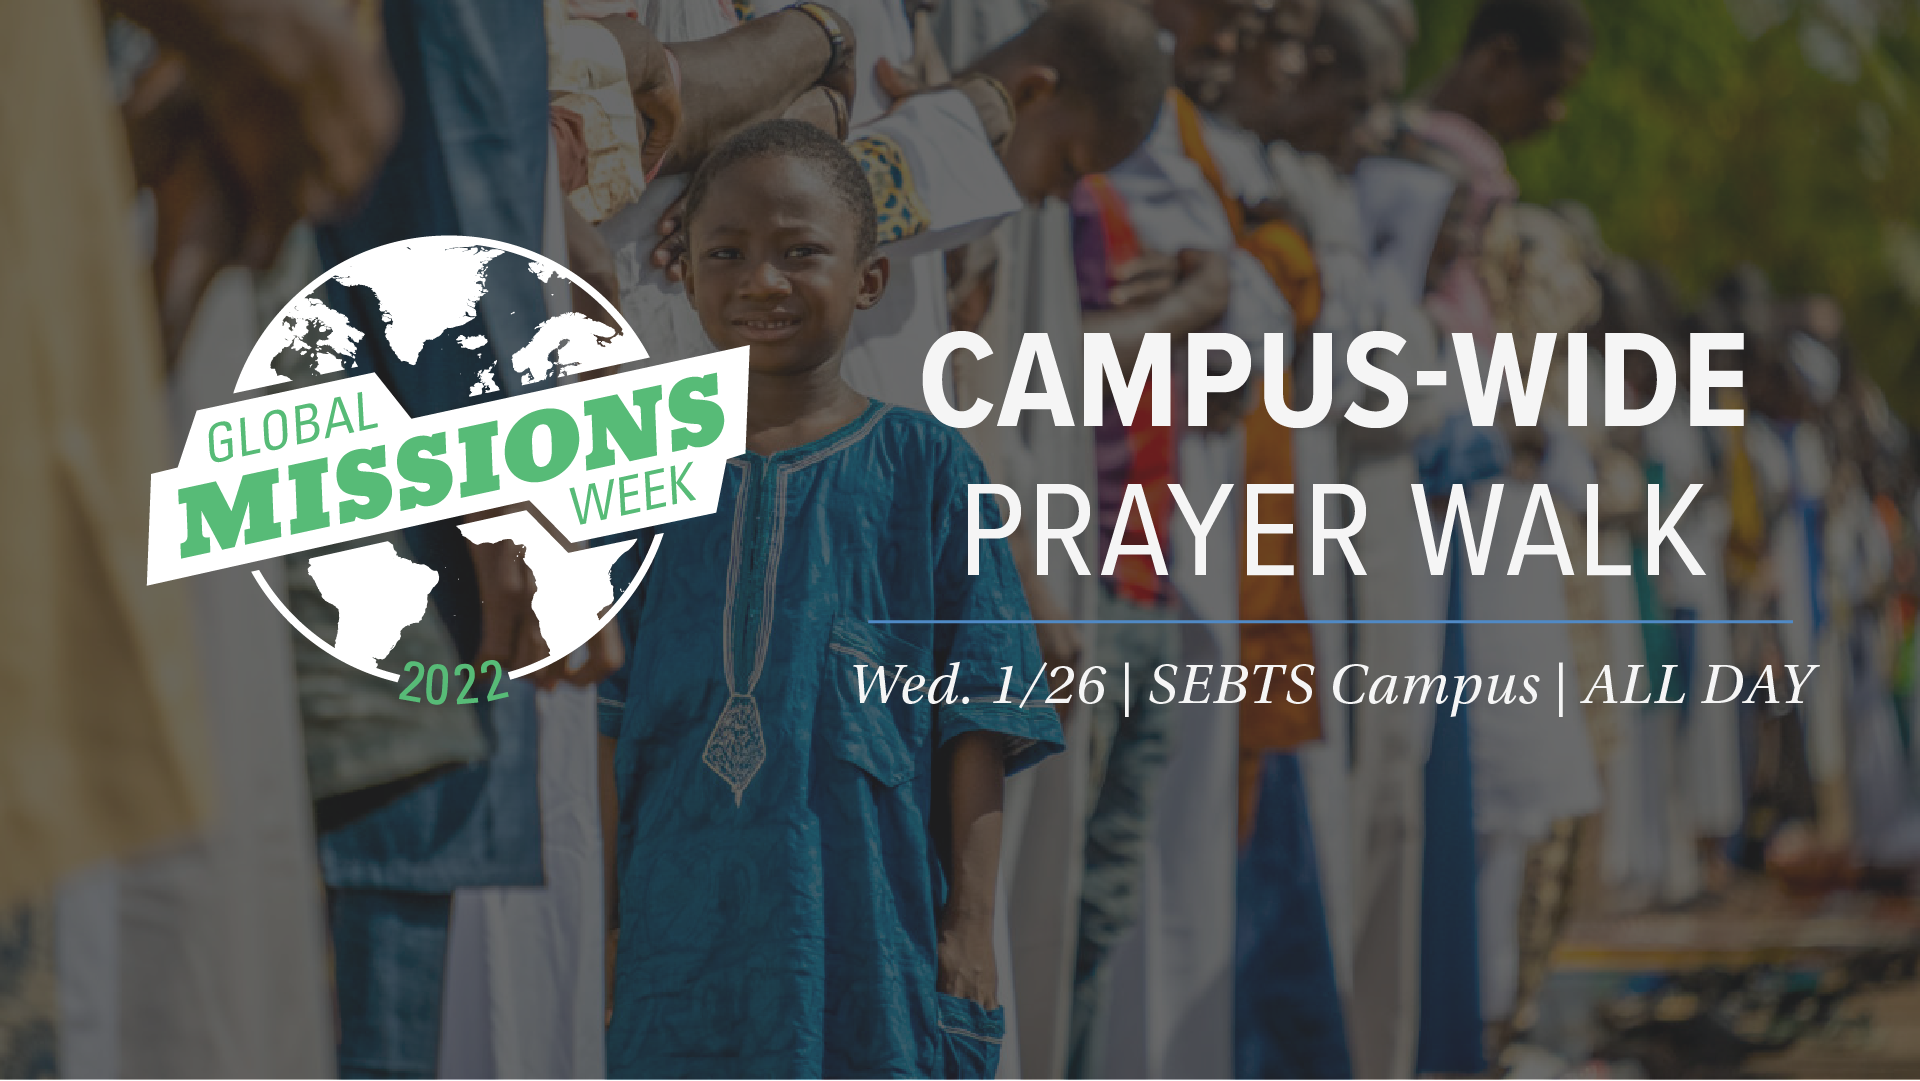 GLOBAL
MISSIONS
WEEK
2022
CAMPUS-WIDE
PRAYER WALK
Wed. 1/26 | SEBTS Campus | ALL DAY